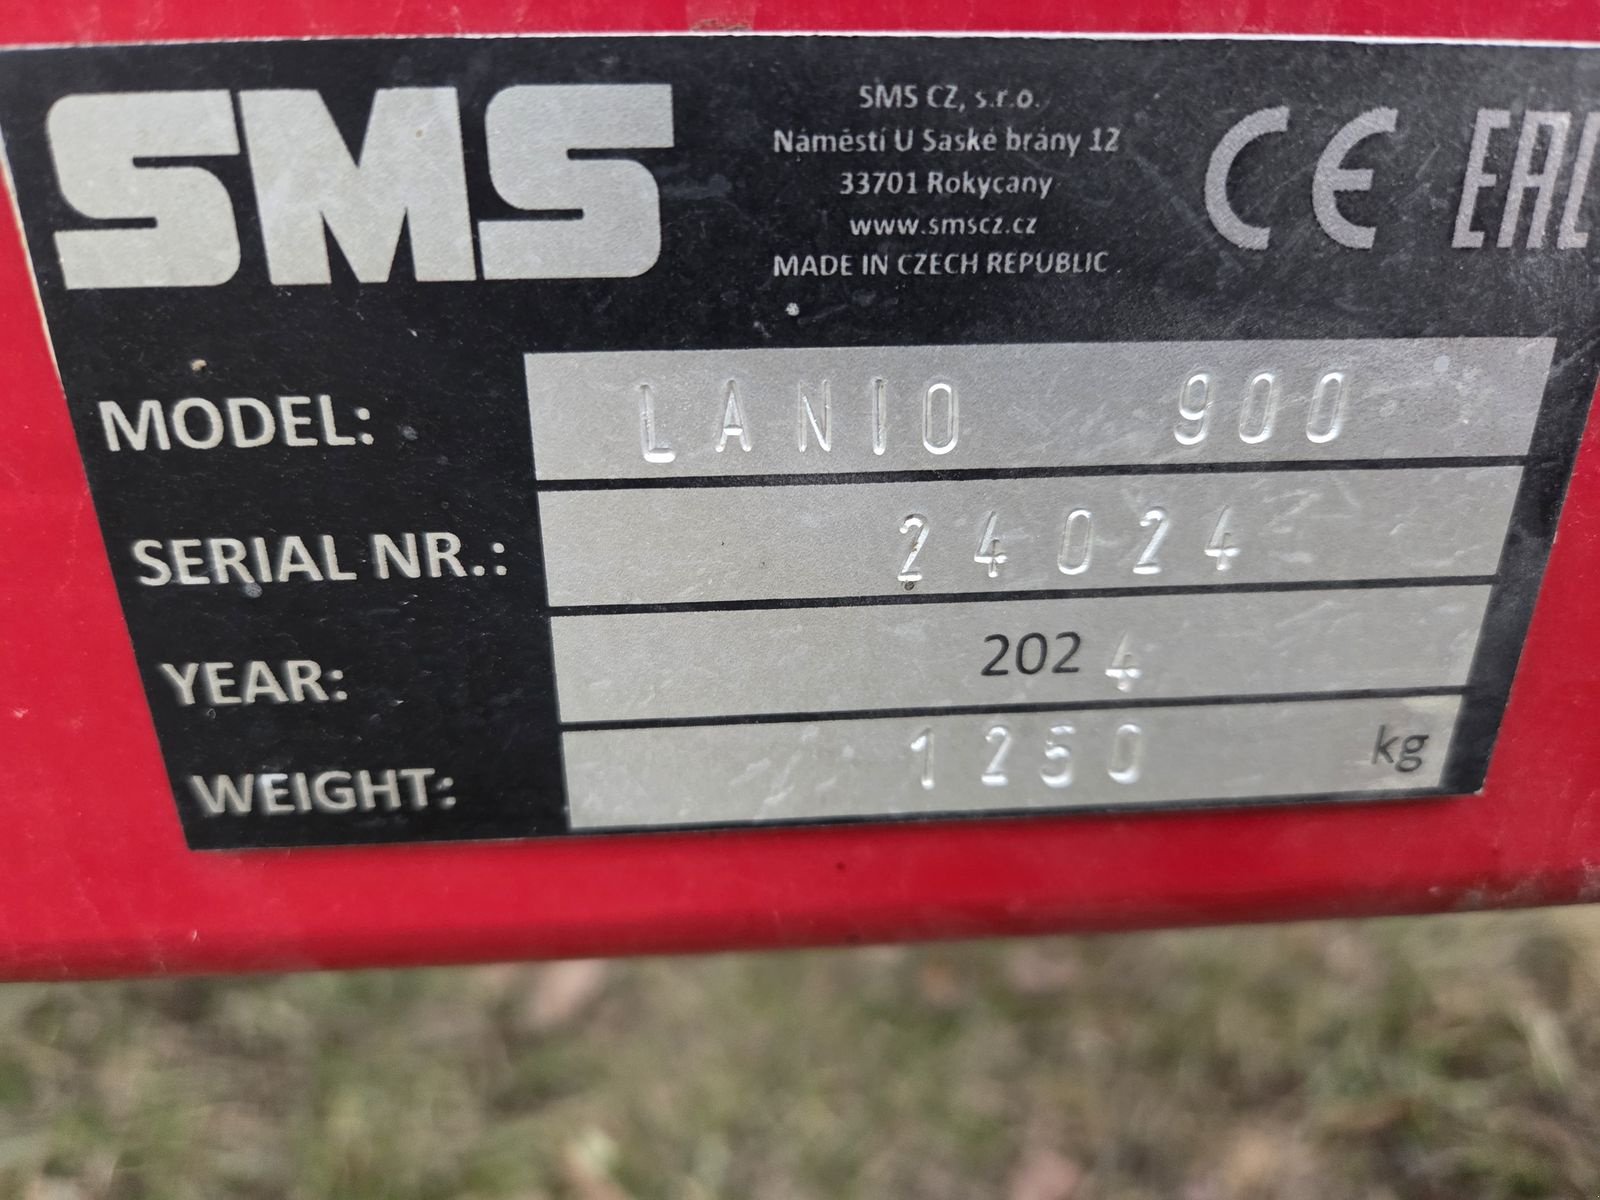 SMS
SMS CZ, s.r.o.
Náměstí U Saské brány 12
33701 Rokycany
www.smscz.cz
MADE IN CZECH REPUBLIC
CE EAC
MODEL: LANIO 900
SERIAL NR.: 24024
YEAR: 2024
WEIGHT: 1250 kg